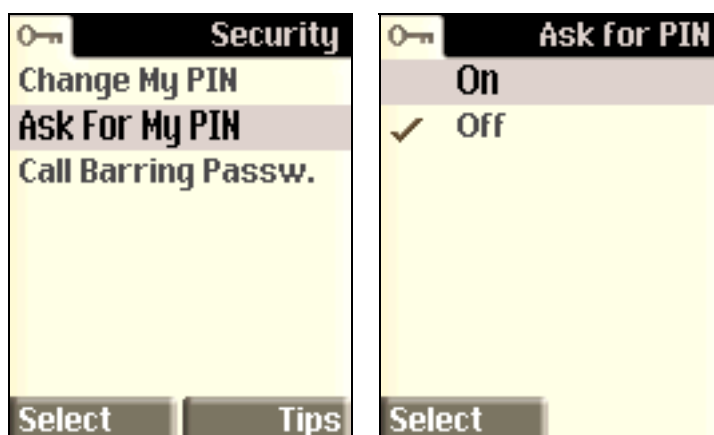 Security
Change My PIN
Ask For My PIN
Call Barring Passw.
Select Tips
Ask for PIN
On
Off
Select